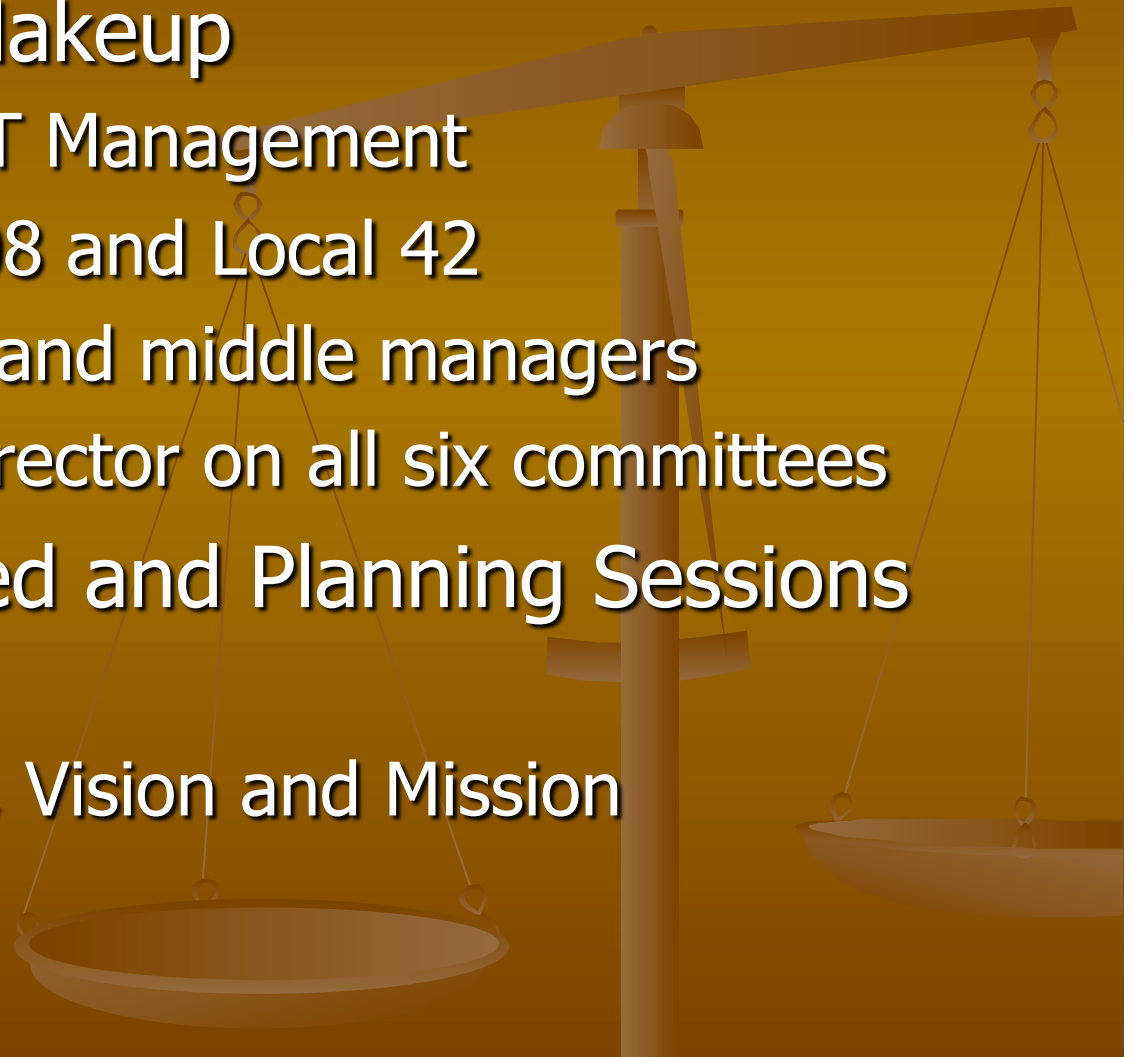 Makeup
T Management
8 and Local 42
and middle managers
rector on all six committees
ed and Planning Sessions
Vision and Mission